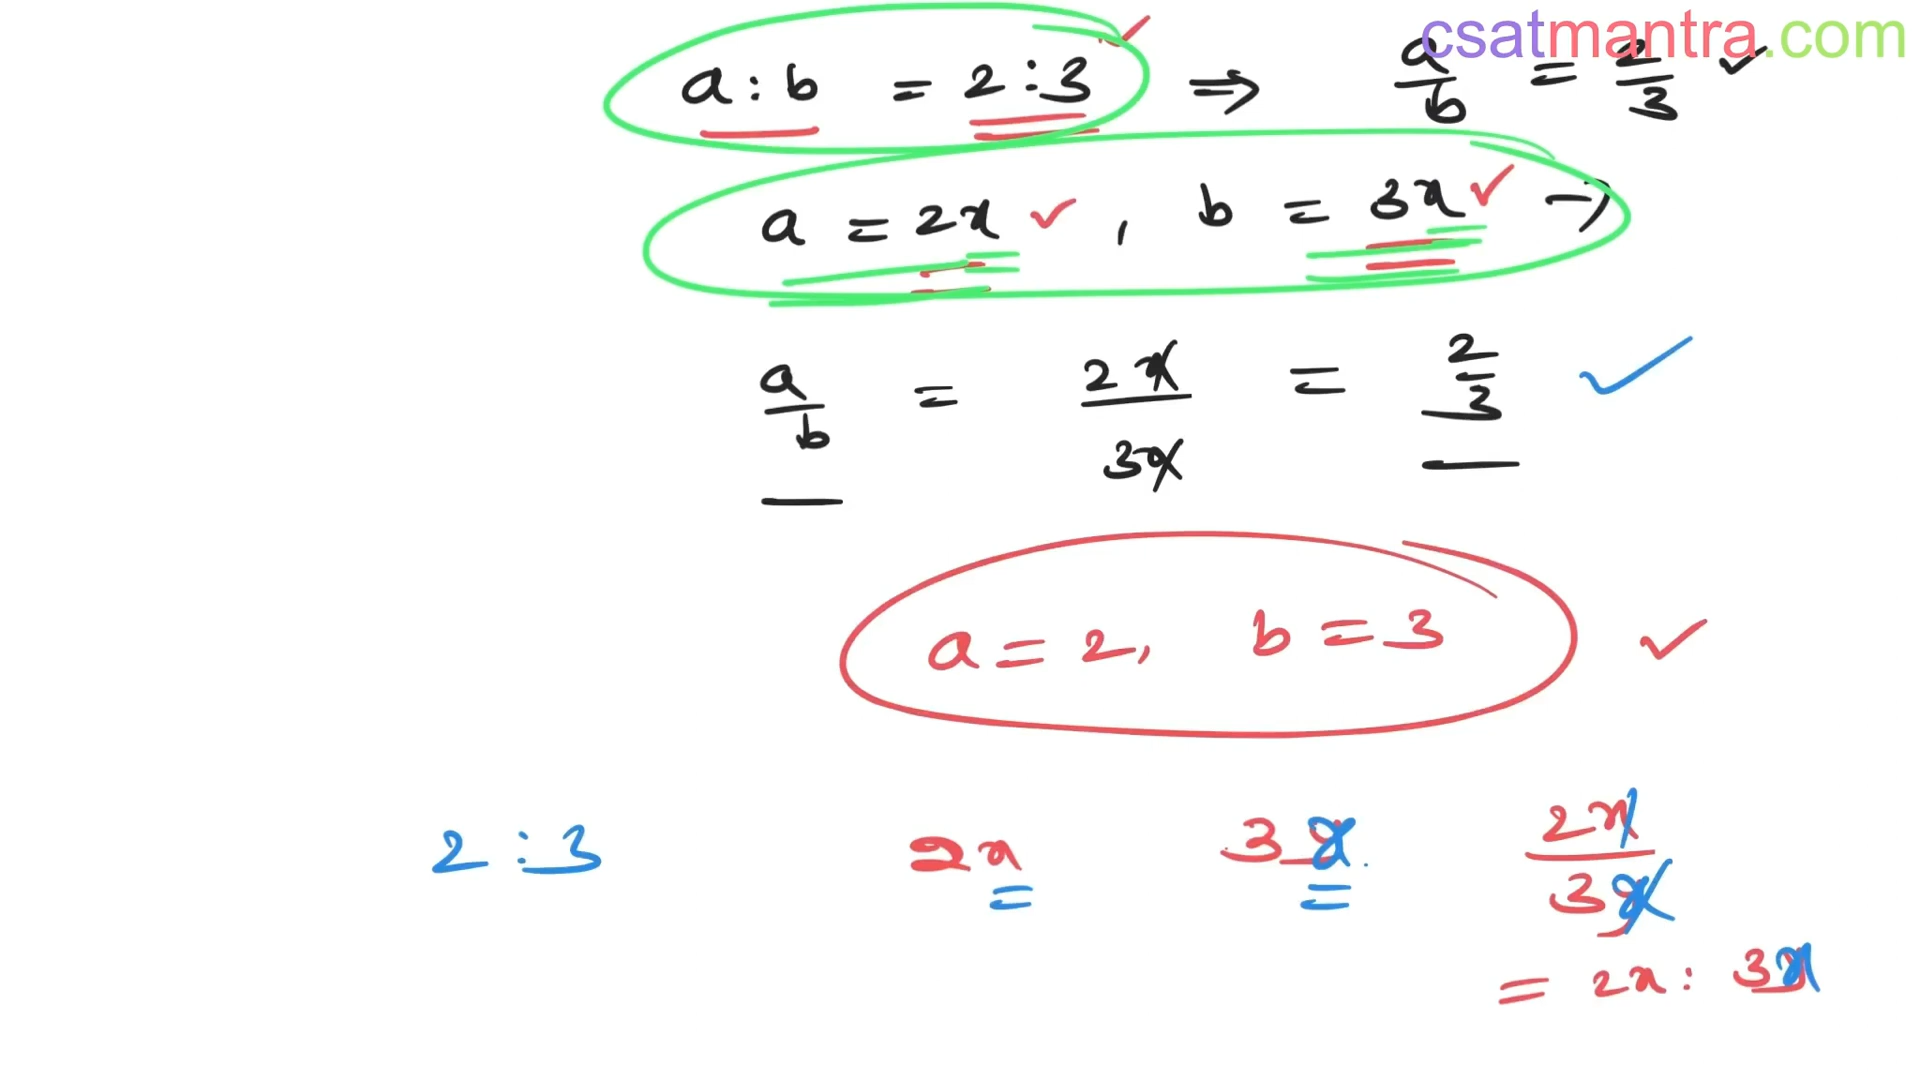 csatmantra.com
a : b = 2 : 3 ⇒ a/b = 2/3 ✓
a = 2x ✓ , b = 3x ✓ →
a/b = 2x/3x = 2/3 ✓
a = 2, b = 3 ✓
2 : 3 2x 3x 2x/3x
= 2x : 3x